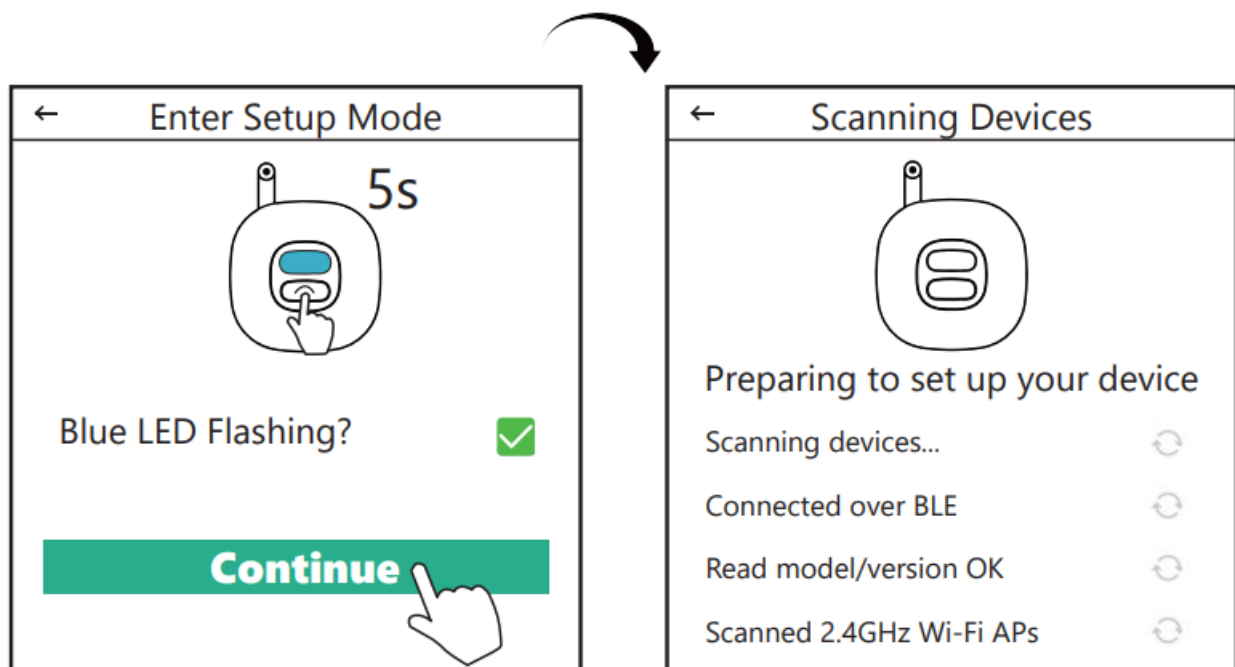 Enter Setup Mode
5s
Blue LED Flashing?
Continue
Scanning Devices
Preparing to set up your device
Scanning devices...
Connected over BLE
Read model/version OK
Scanned 2.4GHz Wi-Fi APs